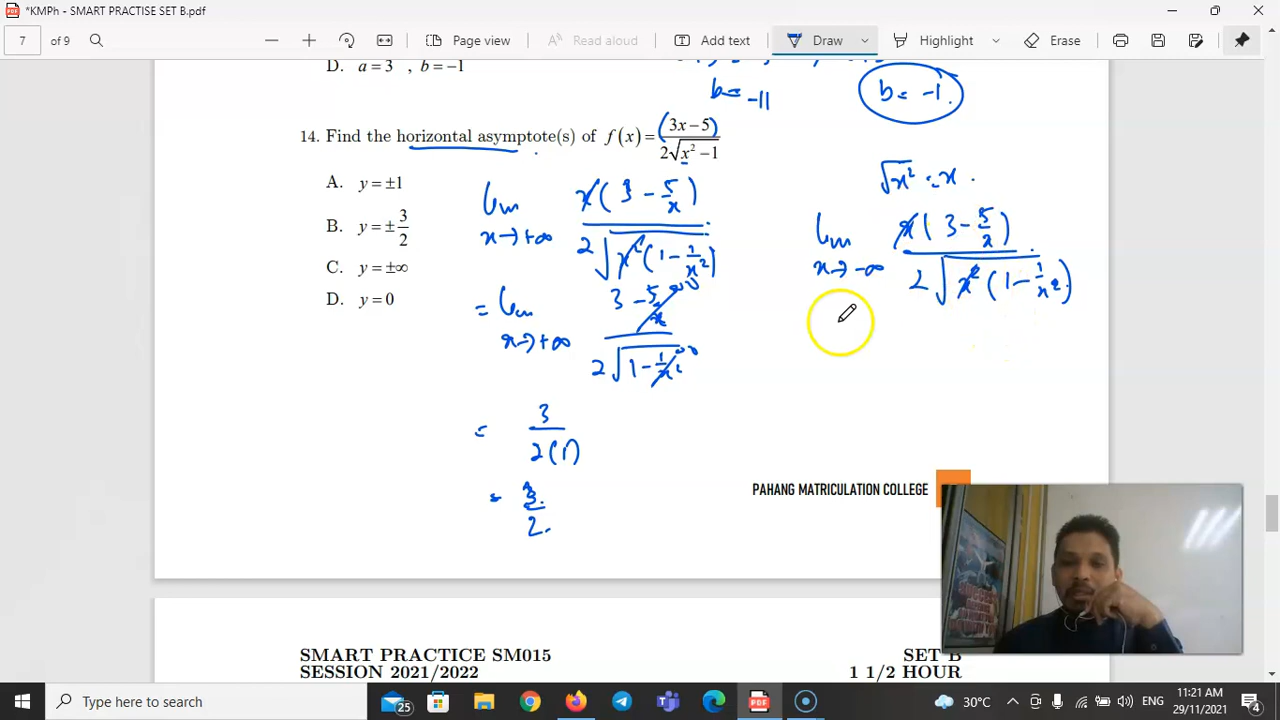 *KMPh - SMART PRACTISE SET B.pdf
7 of 9
Page view
Read aloud
Add text
Draw
Highlight
Erase
D. a = 3 , b = −1
b = -11
b = -1.
14. Find the horizontal asymptote(s) of f(x) = (3x − 5) / 2√x² − 1
A. y = ±1
B. y = ± 3/2
C. y = ±∞
D. y = 0
lim x→+∞ x(3 − 5/x) / 2√x²(1 − 1/x²)
= lim x→+∞ 3 − 5/x / 2√1 − 1/x²
= 3 / 2(1)
= 3/2.
√x² = x.
lim x→−∞ x(3 − 5/x) / 2√x²(1 − 1/x²)
PAHANG MATRICULATION COLLEGE
SMART PRACTICE SM015
SET B
SESSION 2021/2022
1 1/2 HOUR
Type here to search
25
30°C
ENG
11:21 AM
29/11/2021
4